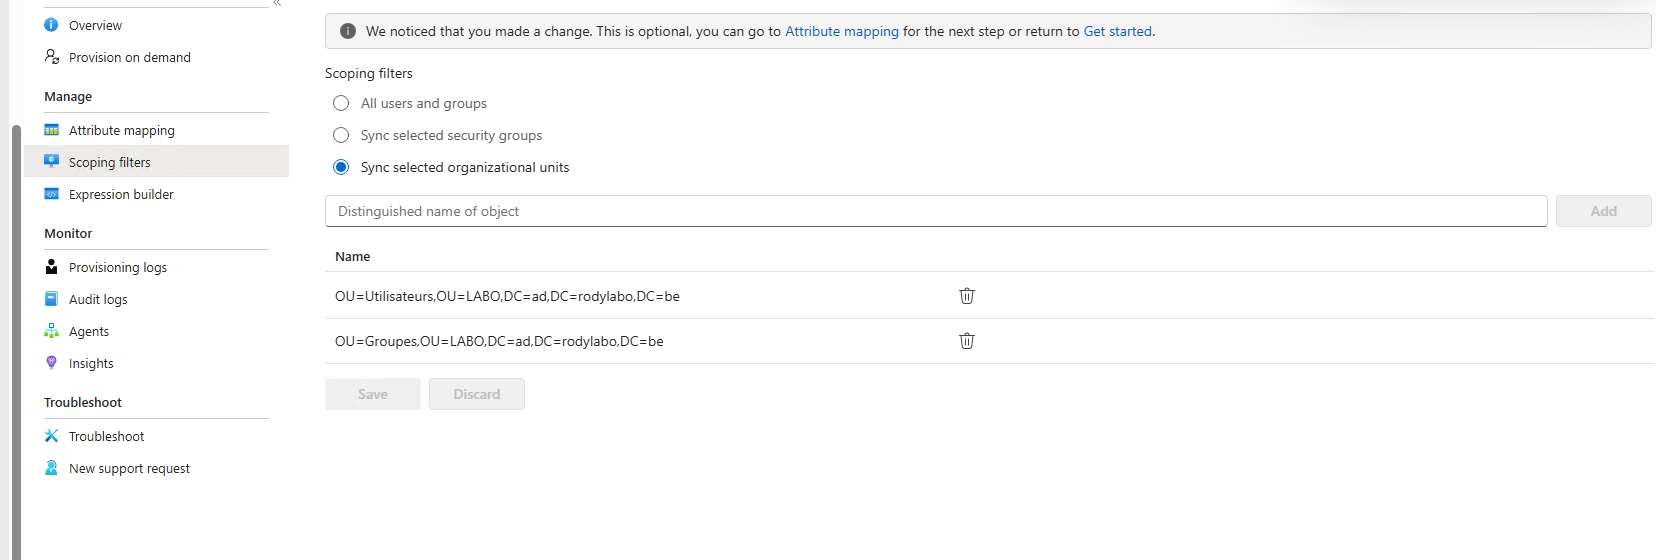 Overview
Provision on demand
Manage
Attribute mapping
Scoping filters
Expression builder
Monitor
Provisioning logs
Audit logs
Agents
Insights
Troubleshoot
Troubleshoot
New support request
We noticed that you made a change. This is optional, you can go to Attribute mapping for the next step or return to Get started.
Scoping filters
All users and groups
Sync selected security groups
Sync selected organizational units
Distinguished name of object
Add
Name
OU=Utilisateurs,OU=LABO,DC=ad,DC=rodylabo,DC=be
OU=Groupes,OU=LABO,DC=ad,DC=rodylabo,DC=be
Save
Discard